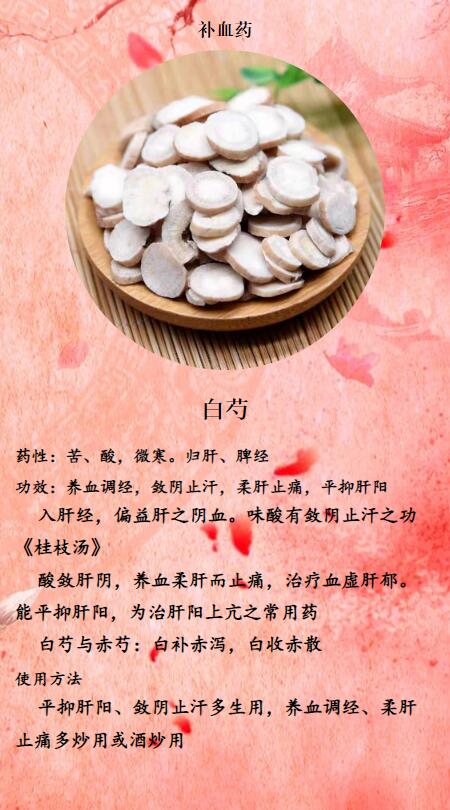 补血药
白芍
药性：苦、酸，微寒。归肝、脾经
功效：养血调经，敛阴止汗，柔肝止痛，平抑肝阳
入肝经，偏益肝之阴血。味酸有敛阴止汗之功
《桂枝汤》
酸敛肝阴，养血柔肝而止痛，治疗血虚肝郁。
能平抑肝阳，为治肝阳上亢之常用药
白芍与赤芍：白补赤泻，白收赤散
使用方法
平抑肝阳、敛阴止汗多生用，养血调经、柔肝
止痛多炒用或酒炒用